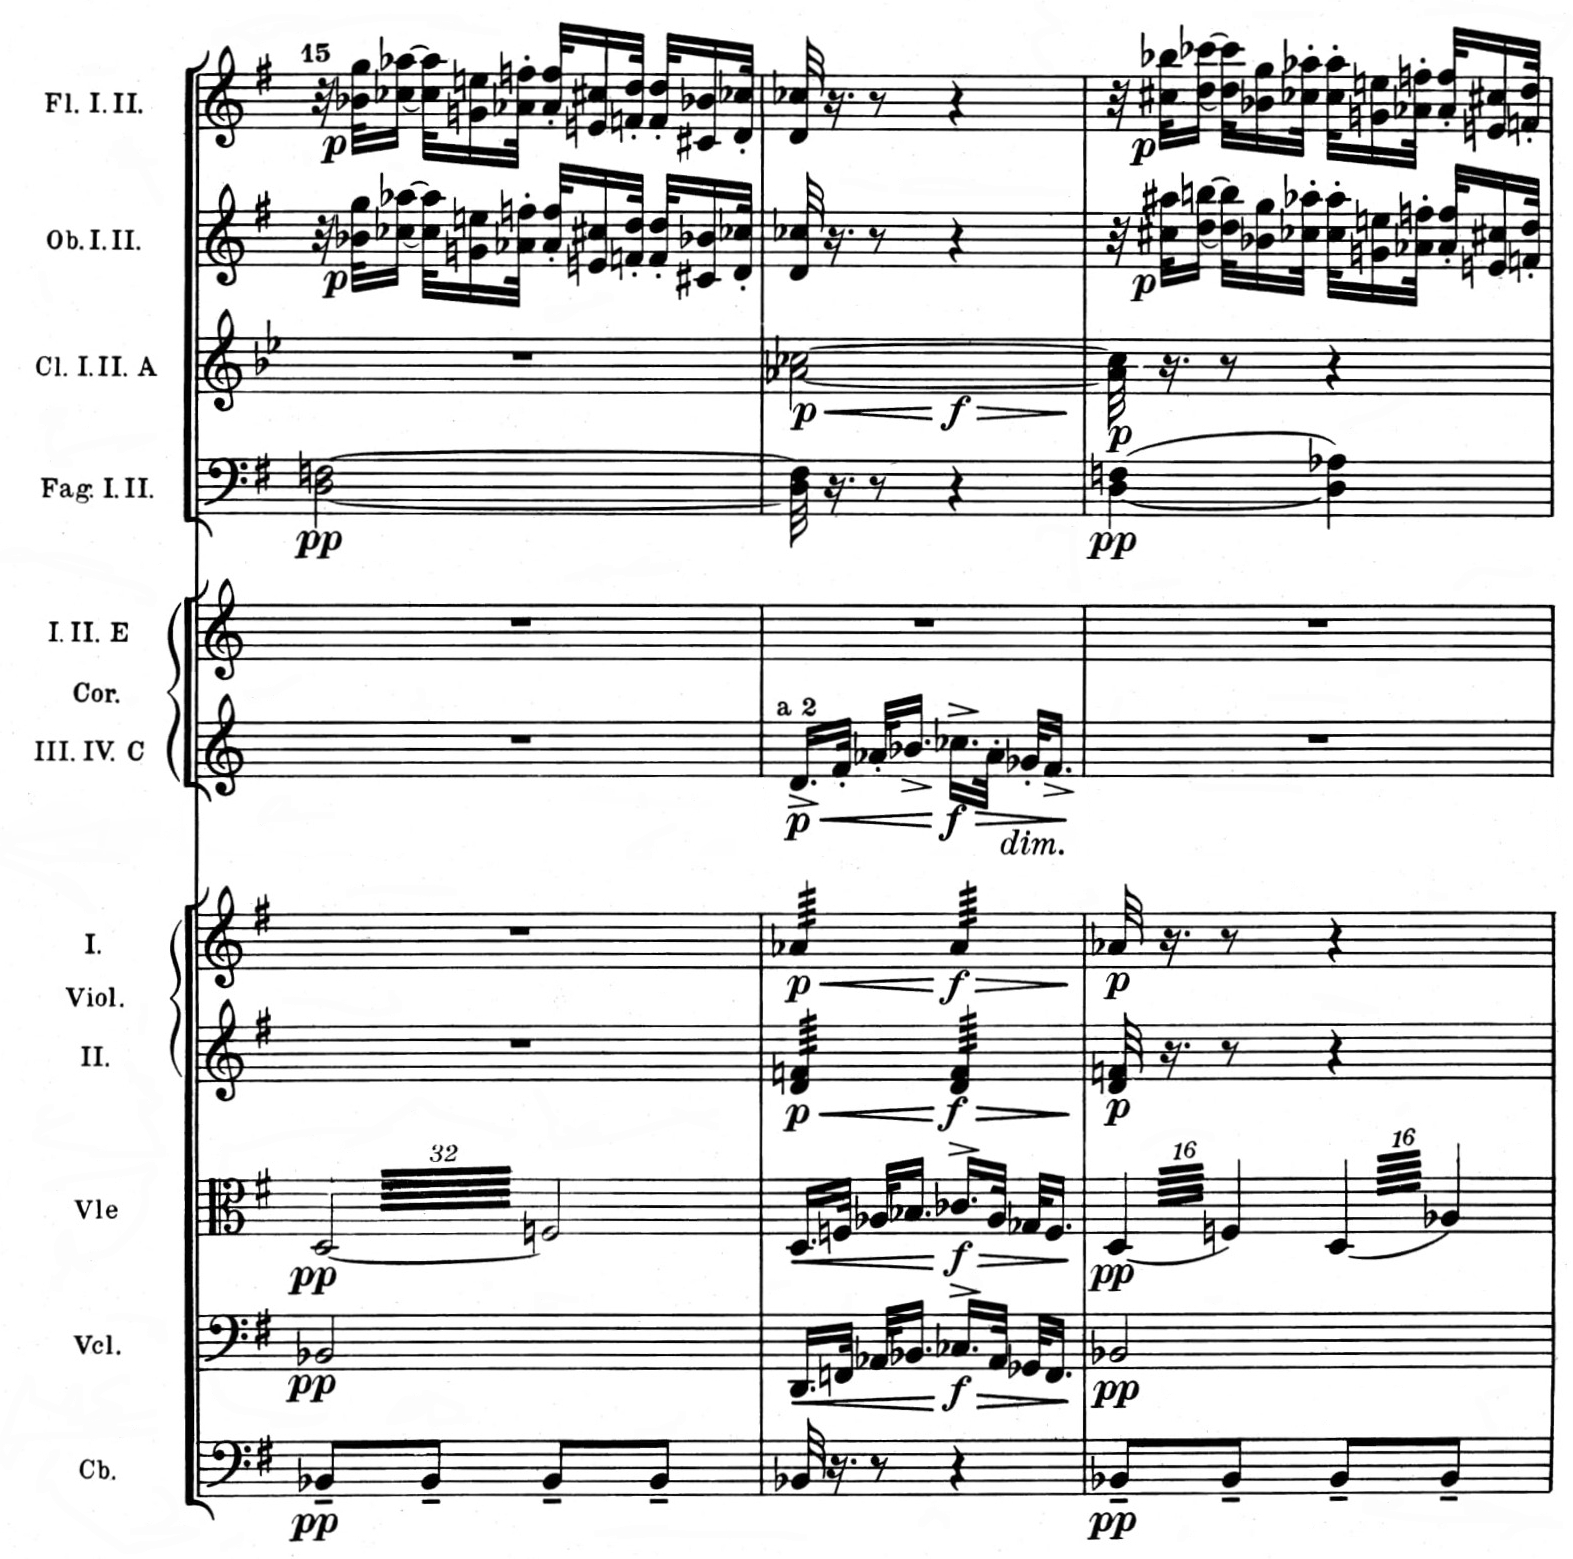 15
Fl. I. II.
p
p
Ob. I. II.
p
p
Cl. I. II. A
p f
p
Fag. I. II.
pp
pp
I. II. E
Cor.
a 2
III. IV. C
p f
dim.
I.
p f
p
Viol.
II.
p f
p
32
16
16
Vle
pp
f
pp
Vcl.
pp
f
pp
Cb.
pp
pp